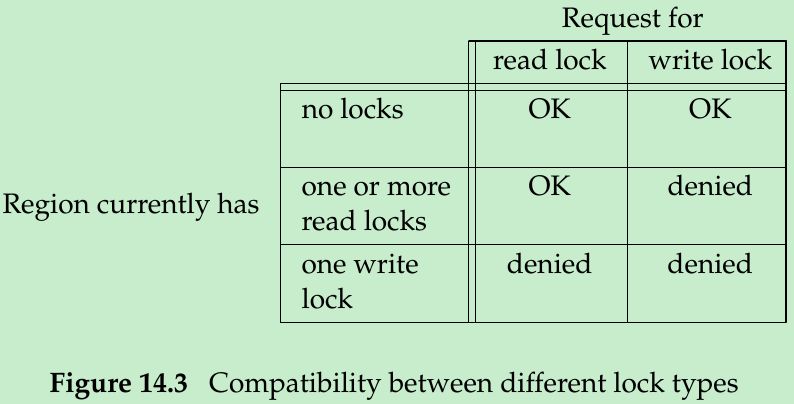 Request for
read lock write lock
no locks OK OK
Region currently has
one or more OK denied
read locks
one write denied denied
lock
Figure 14.3 Compatibility between different lock types